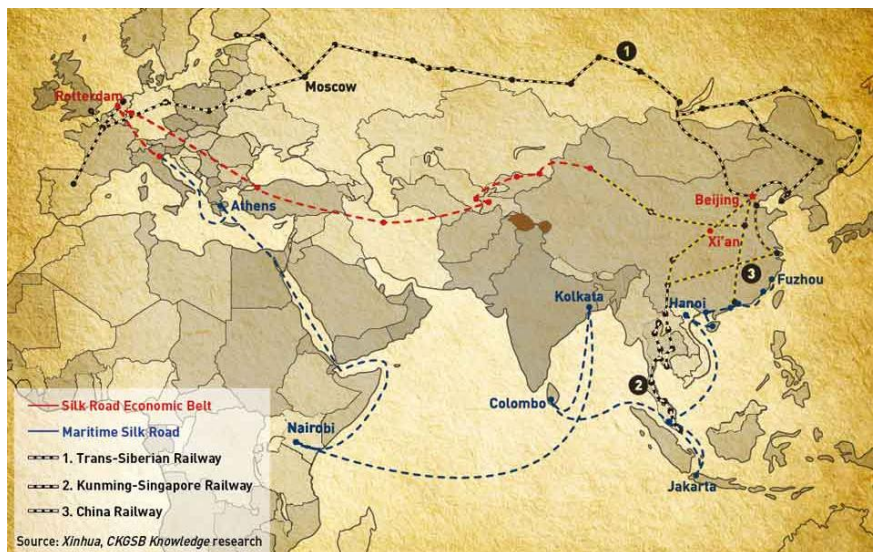 1
Moscow
Rotterdam
Beijing
Athens
Xi'an
3
Fuzhou
Kolkata
Hanoi
2
Colombo
Nairobi
Jakarta
Silk Road Economic Belt
Maritime Silk Road
1. Trans-Siberian Railway
2. Kunming-Singapore Railway
3. China Railway
Source: Xinhua, CKGSB Knowledge research